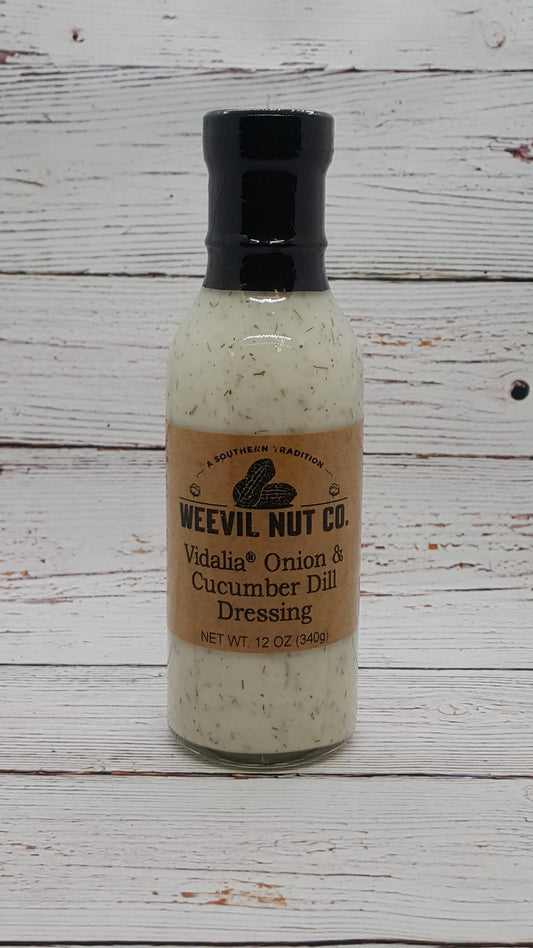 A SOUTHERN TRADITION
WEEVIL NUT CO.
Vidalia® Onion &
Cucumber Dill
Dressing
NET WT. 12 OZ (340g)